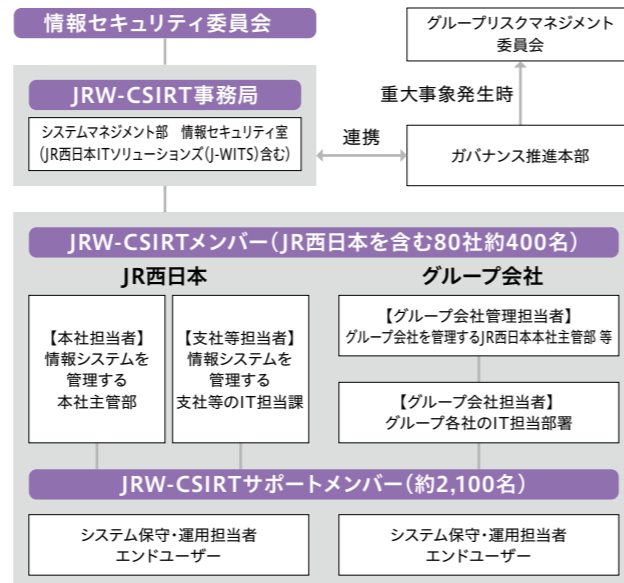 情報セキュリティ委員会
グループリスクマネジメント
委員会
JRW-CSIRT事務局
重大事象発生時
システムマネジメント部　情報セキュリティ室
(JR西日本ITソリューションズ(J-WITS)含む)
連携
ガバナンス推進本部
JRW-CSIRTメンバー(JR西日本を含む80社約400名)
JR西日本
【本社担当者】
情報システムを
管理する
本社主管部
【支社等担当者】
情報システムを
管理する
支社等のIT担当課
グループ会社
【グループ会社管理担当者】
グループ会社を管理するJR西日本本社主管部 等
【グループ会社担当者】
グループ各社のIT担当部署
JRW-CSIRTサポートメンバー(約2,100名)
システム保守・運用担当者
エンドユーザー
システム保守・運用担当者
エンドユーザー